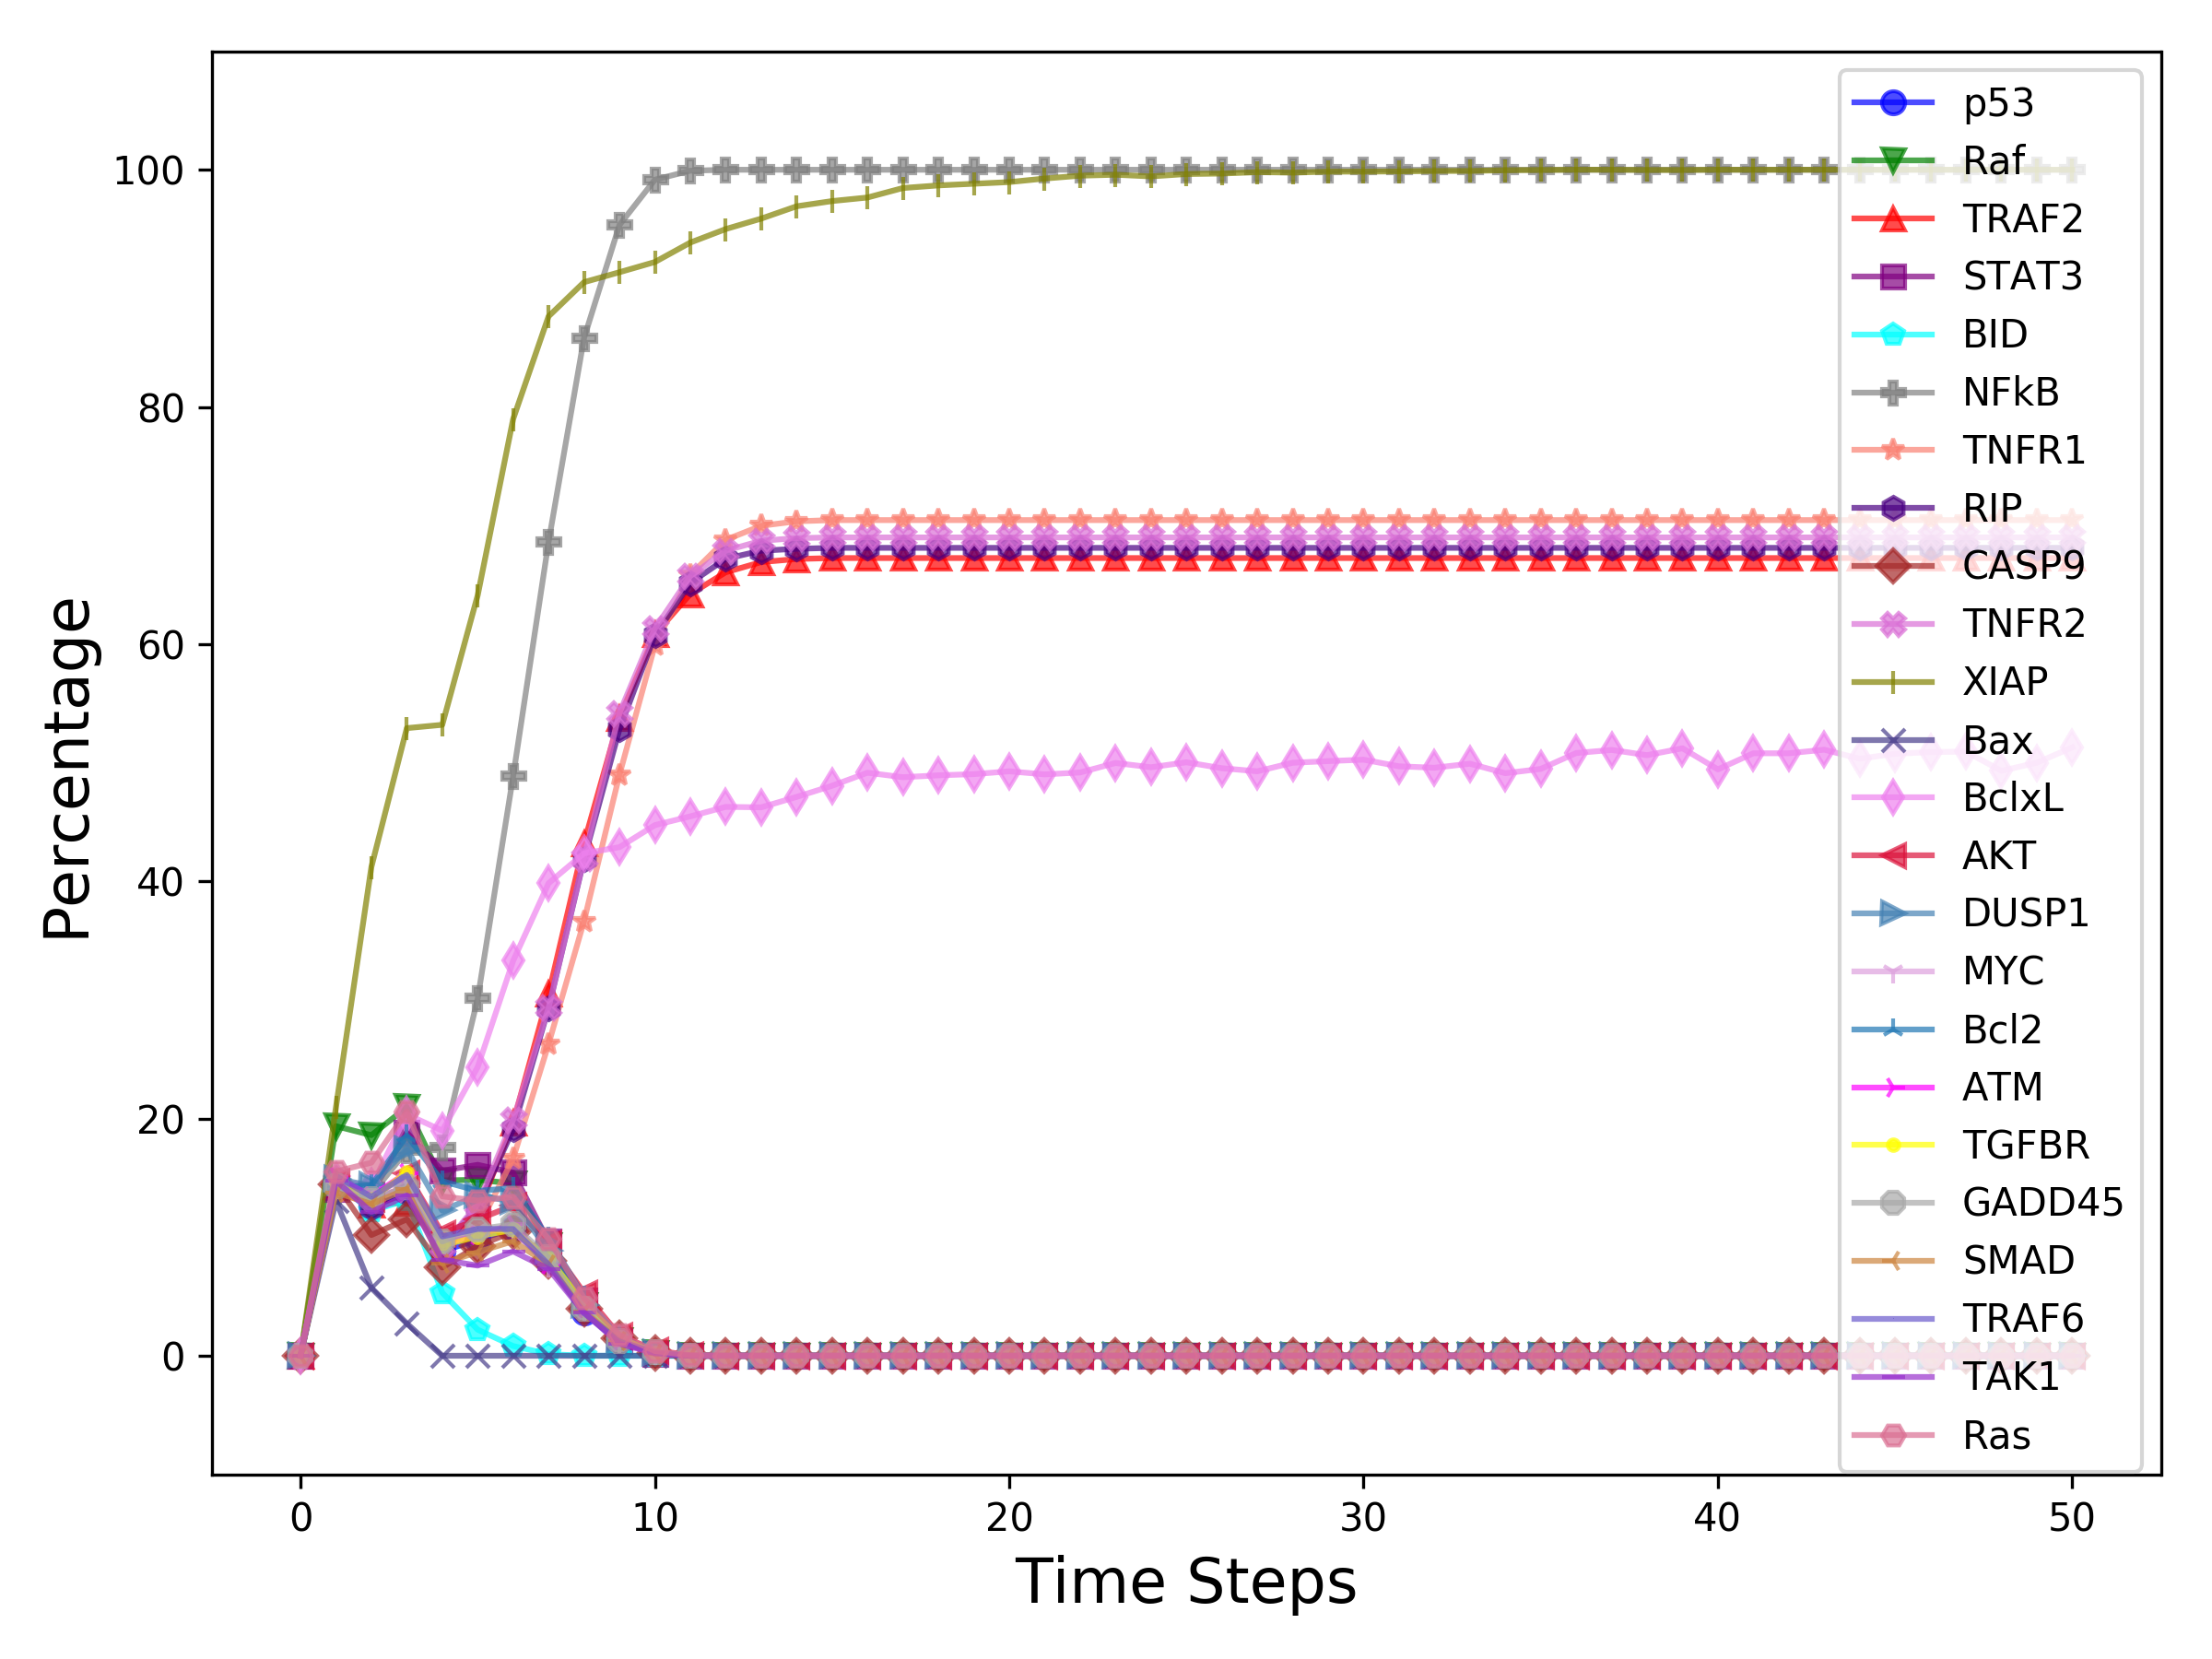 Percentage
100
80
60
40
20
0
0 10 20 30 40 50
Time Steps
p53
Raf
TRAF2
STAT3
BID
NFkB
TNFR1
RIP
CASP9
TNFR2
XIAP
Bax
BclxL
AKT
DUSP1
MYC
Bcl2
ATM
TGFBR
GADD45
SMAD
TRAF6
TAK1
Ras